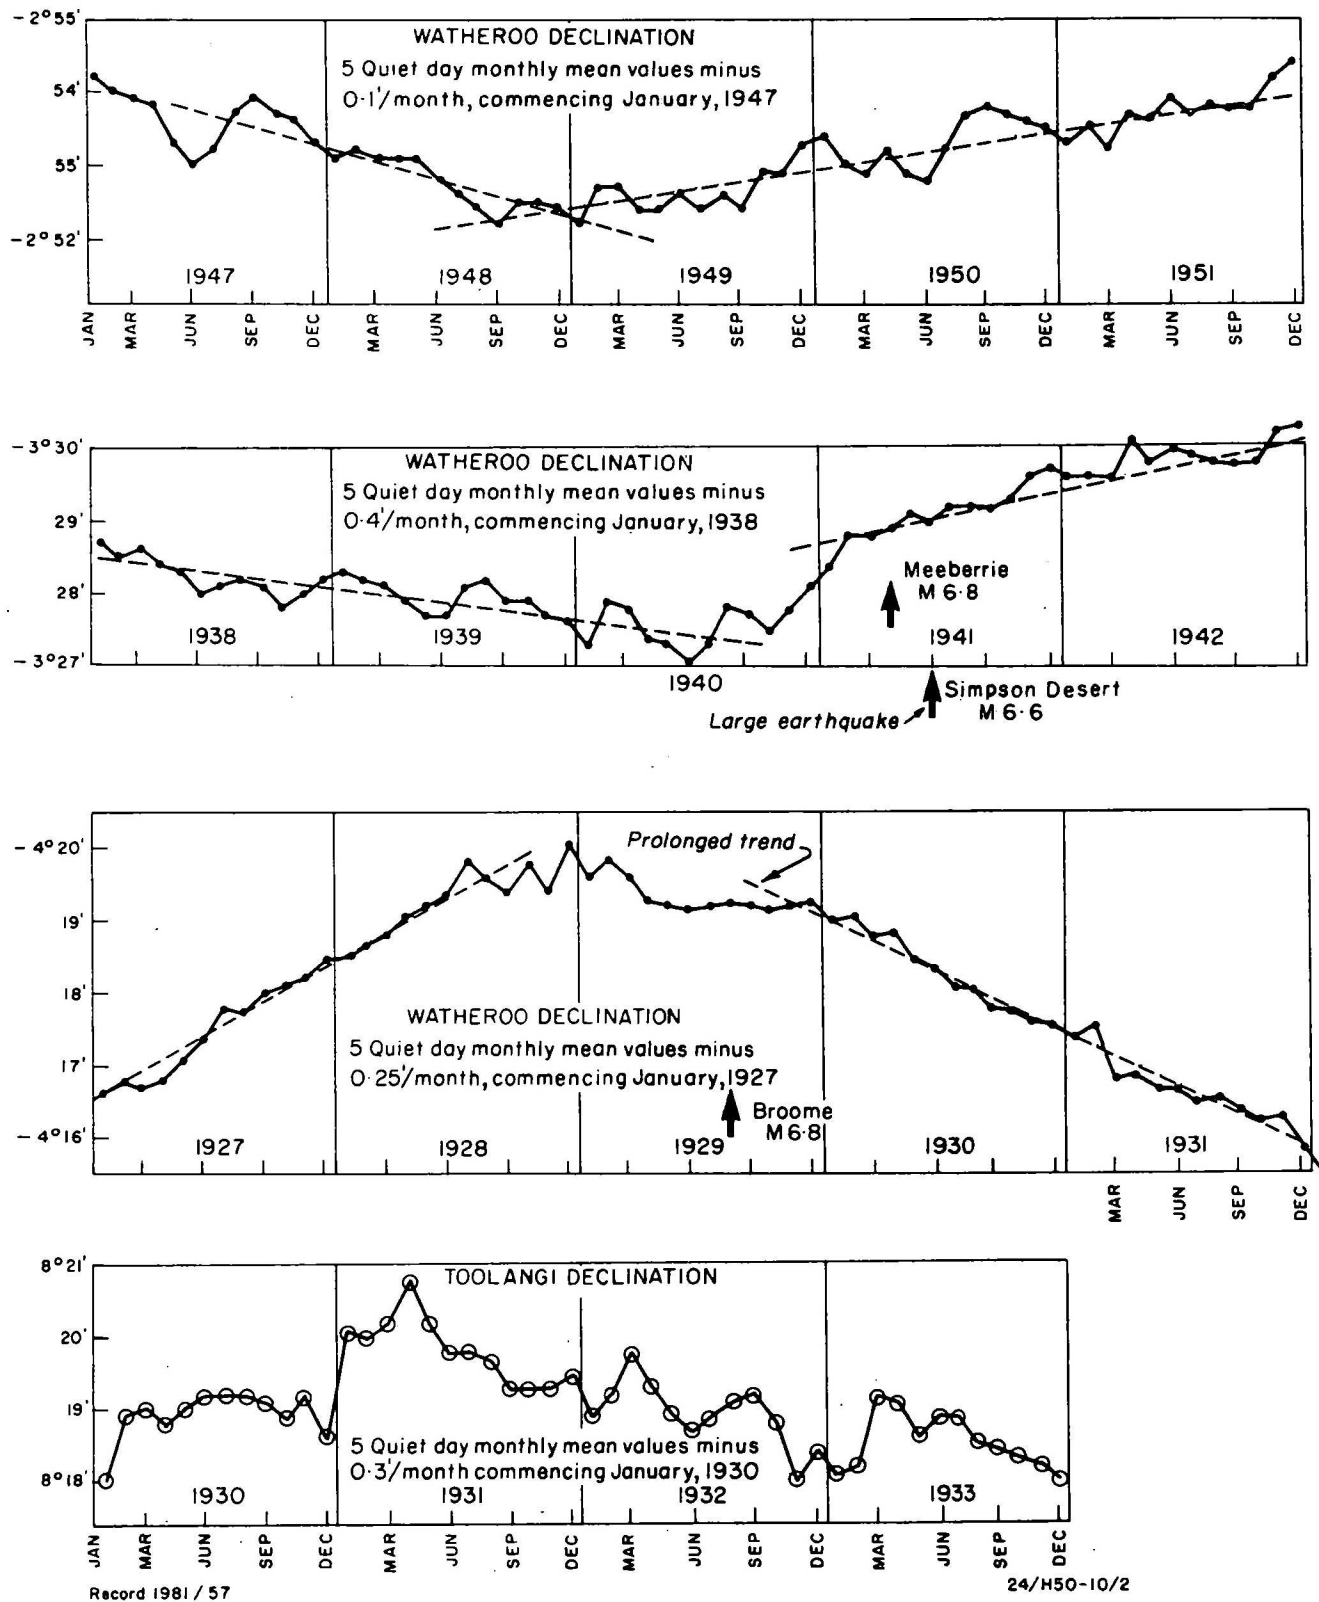 -2°55'
WATHEROO DECLINATION
5 Quiet day monthly mean values minus
0·1'/month, commencing January, 1947
54'
55'
-2°52'
1947
1948
1949
1950
1951
JAN
MAR
JUN
SEP
DEC
MAR
JUN
SEP
DEC
MAR
JUN
SEP
DEC
MAR
JUN
SEP
DEC
MAR
JUN
SEP
DEC
-3°30'
WATHEROO DECLINATION
5 Quiet day monthly mean values minus
0·4'/month, commencing January, 1938
29'
28'
-3°27'
Meeberrie
M 6·8
1938
1939
1940
1941
1942
Large earthquake
Simpson Desert
M 6·6
-4°20'
Prolonged trend
19'
18'
WATHEROO DECLINATION
5 Quiet day monthly mean values minus
0·25'/month, commencing January, 1927
17'
-4°16'
Broome
M 6·8
1927
1928
1929
1930
1931
MAR
JUN
SEP
DEC
8°21'
TOOLANGI DECLINATION
20'
19'
5 Quiet day monthly mean values minus
0·3'/month commencing January, 1930
8°18'
1930
1931
1932
1933
JAN
MAR
JUN
SEP
DEC
MAR
JUN
SEP
DEC
MAR
JUN
SEP
DEC
MAR
JUN
SEP
DEC
Record 1981/57
24/H50-10/2